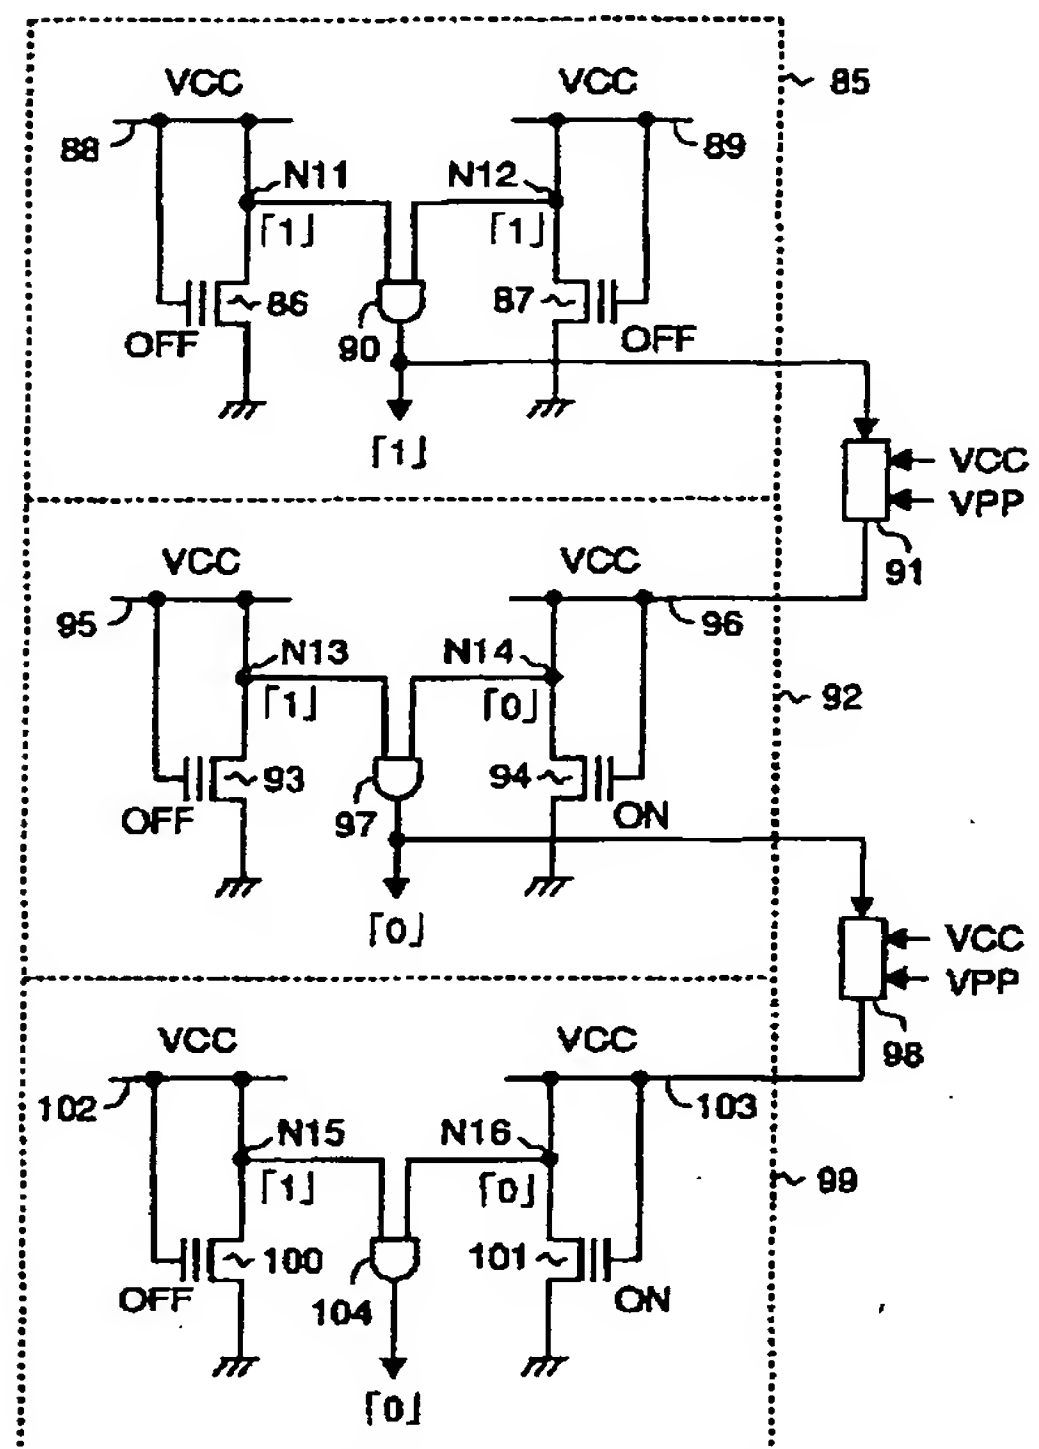 VCC VCC 85
88 89
N11 N12
「1」 「1」
86 87
OFF 90 OFF
「1」
VCC
VPP
91
VCC VCC
95 96
N13 N14
「1」 「0」 92
93 94
OFF 97 ON
「0」
VCC
VPP
98
VCC VCC
102 103
N15 N16
「1」 「0」 99
100 101
OFF 104 ON
「0」